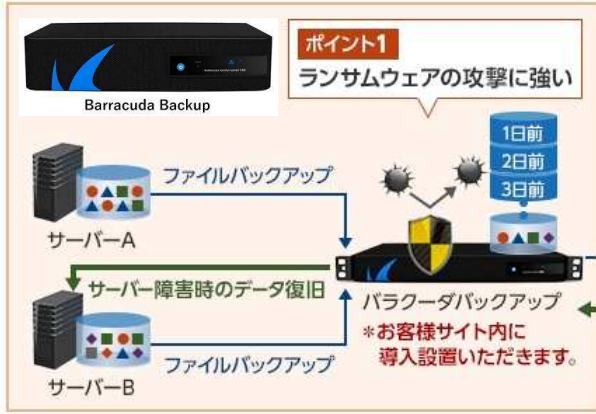 Barracuda Backup
ポイント1
ランサムウェアの攻撃に強い
1日前
2日前
3日前
ファイルバックアップ
サーバーA
サーバー障害時のデータ復旧
バラクーダバックアップ
＊お客様サイト内に
導入設置いただきます。
ファイルバックアップ
サーバーB